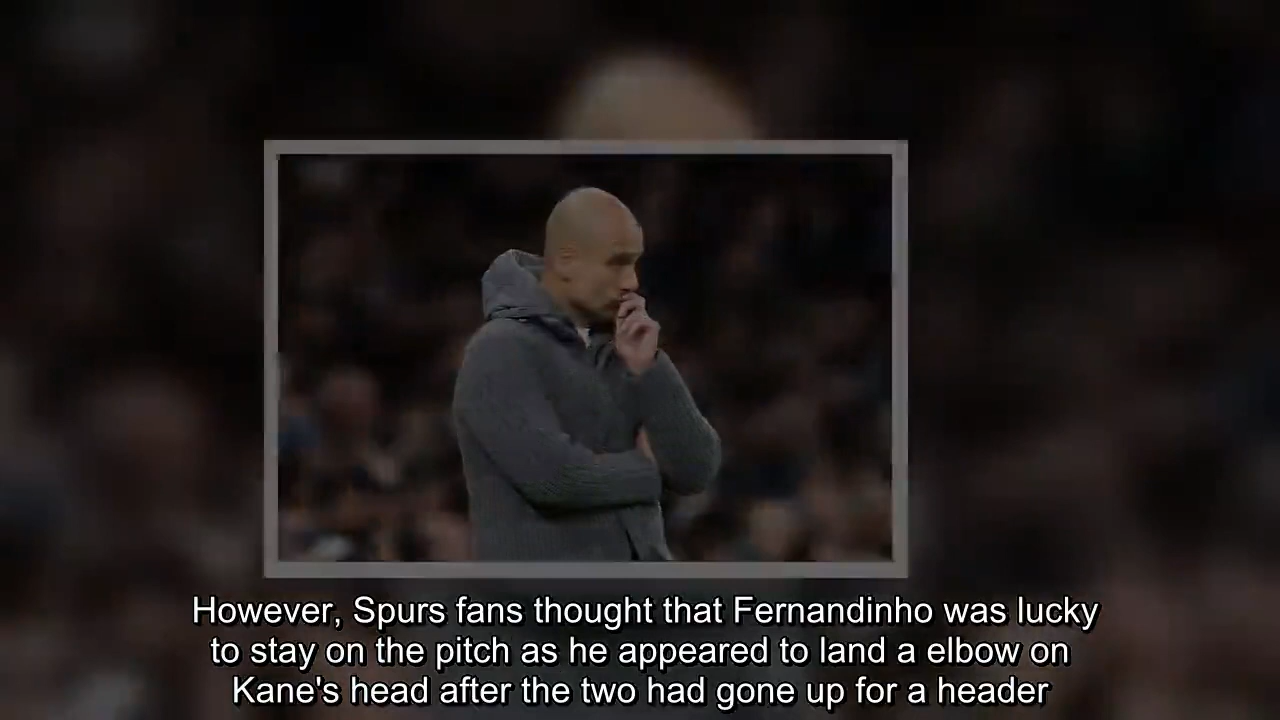 However, Spurs fans thought that Fernandinho was lucky
to stay on the pitch as he appeared to land a elbow on
Kane's head after the two had gone up for a header